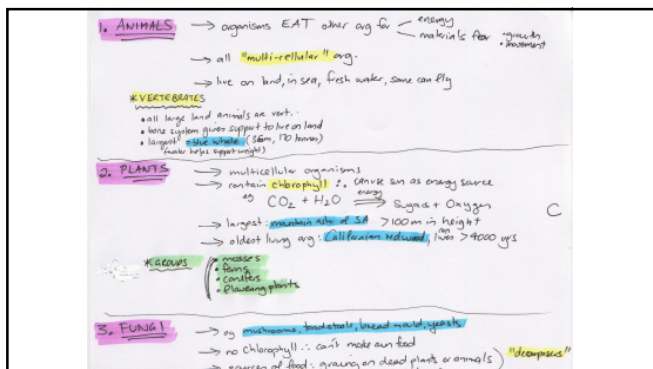 1. ANIMALS → organisms EAT other org for energy
materials for • growth
• movement
→ all "multi-cellular" org.
→ live on land, in sea, fresh water, some can fly
* VERTEBRATES
• all large land animals are vert..
• bone system gives support to live on land
• largest = blue whale (36m, 170 tonnes)
(water helps support weight)
2. PLANTS → multicellular organisms
→ contain chlorophyll ∴ can use sun as energy source
eg CO2 + H2O energy ⟹ Sugars + Oxygen
C
→ largest: mountain ash of SA >100m in height
→ oldest living org: Californian redwood, lives >4000 yrs
* GROUPS • mosses
• ferns
• conifers
• flowering plants
3. FUNGI → eg mushrooms, toadstools, bread mould, yeasts
→ no chlorophyll ∴ can't make own food
→ sources of food: growing on dead plants or animals) "decomposers"